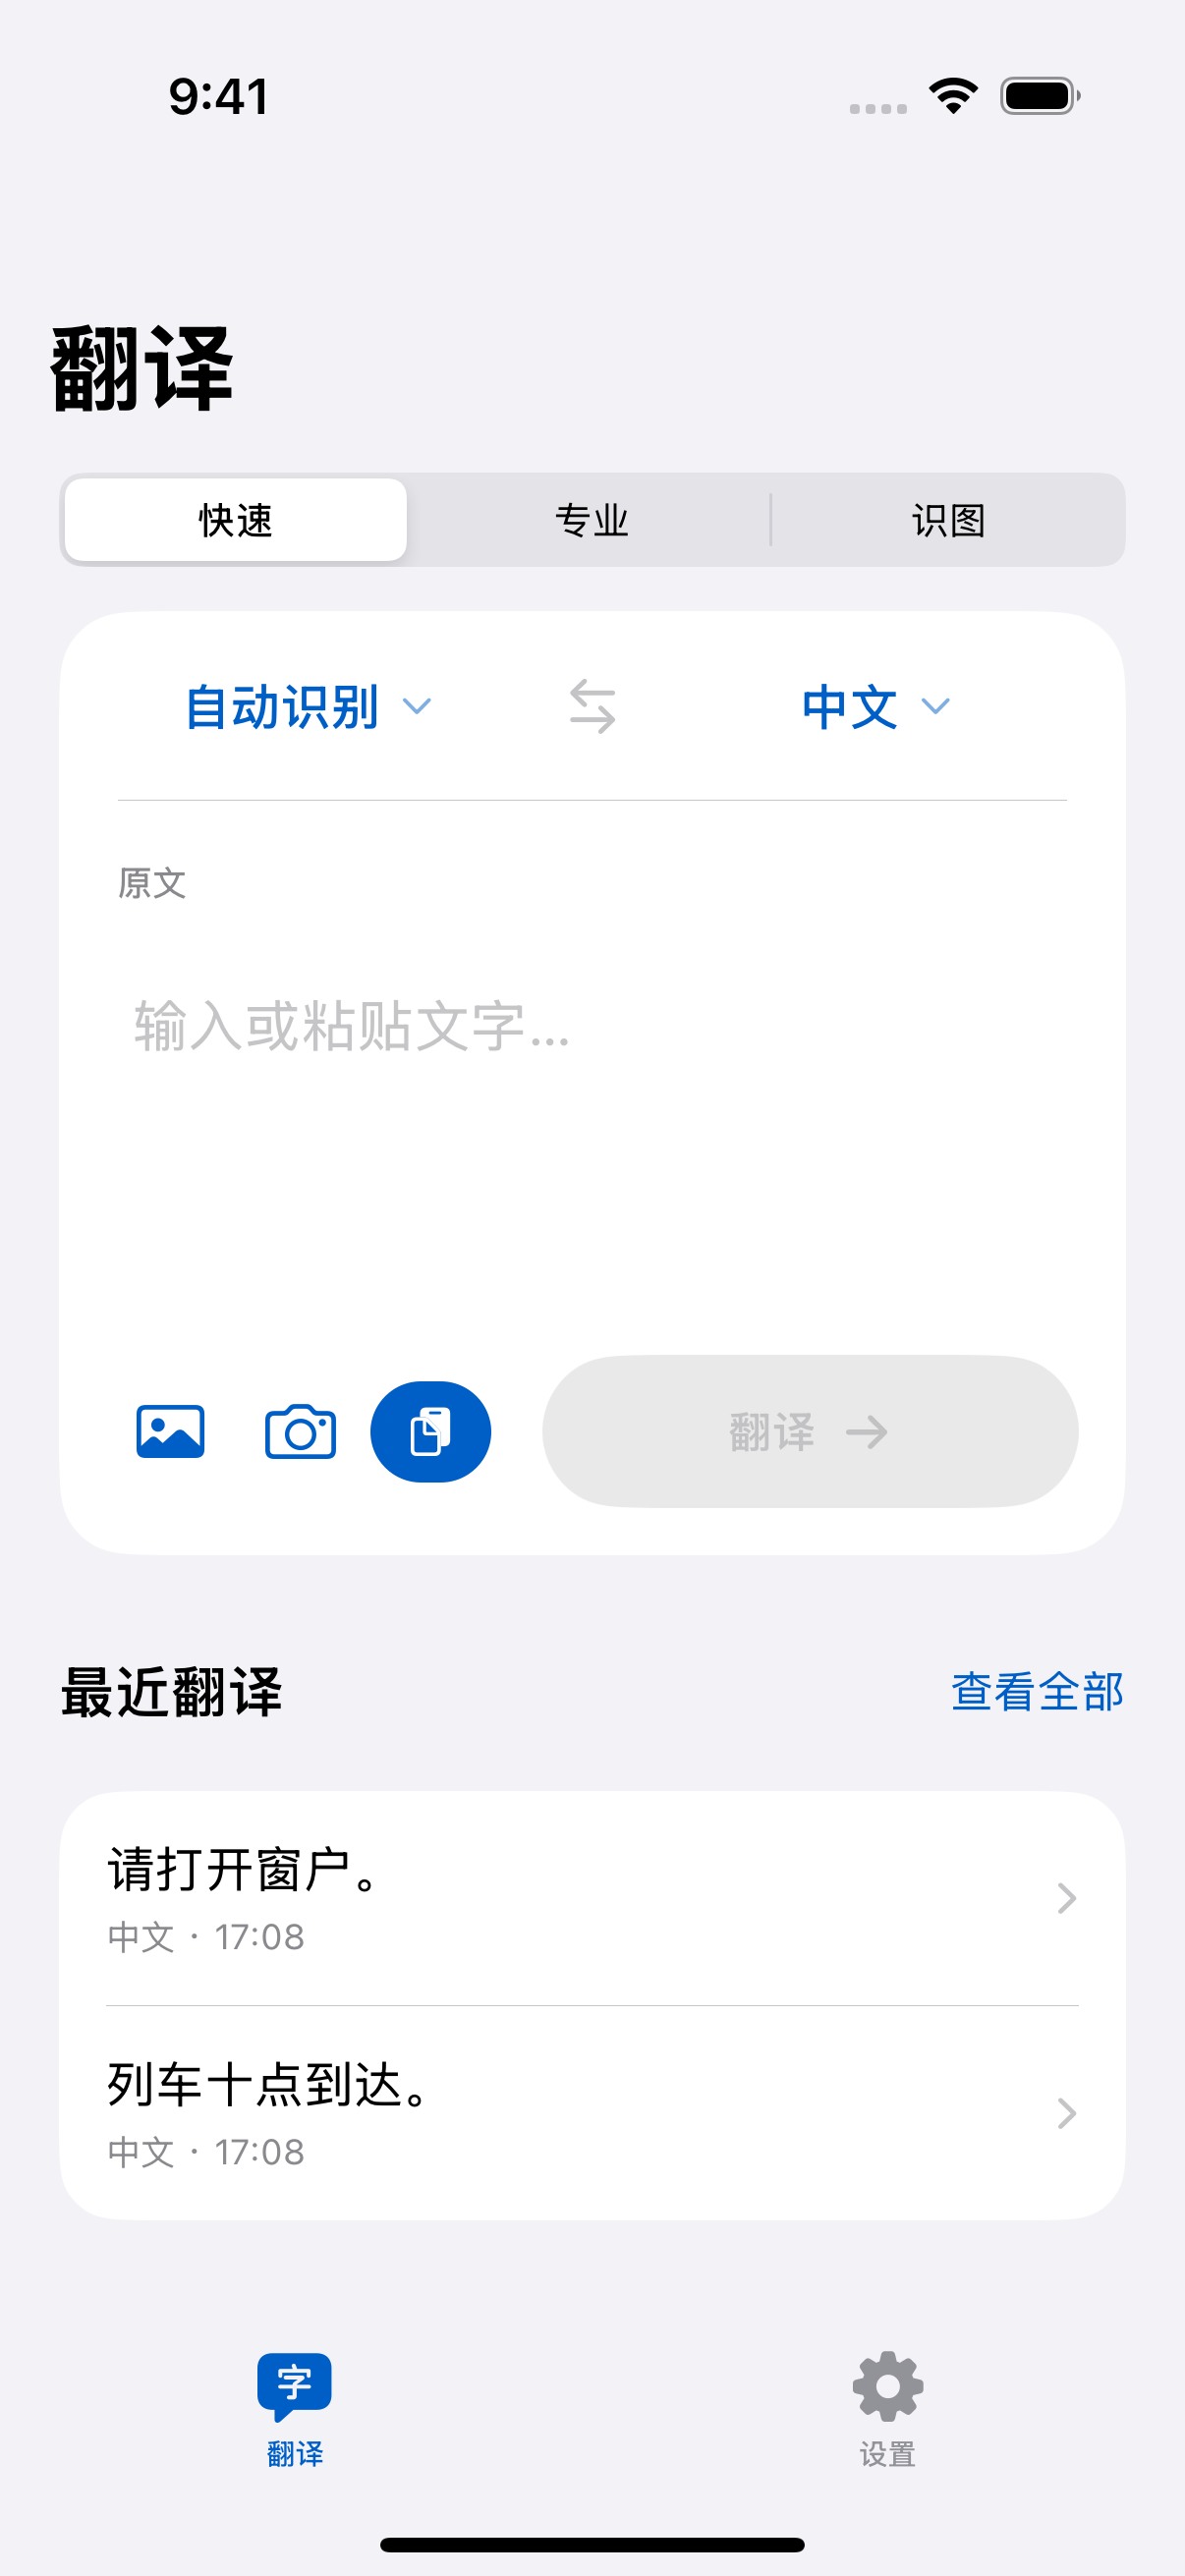 9:41
翻译
快速
专业
识图
自动识别
中文
原文
输入或粘贴文字...
翻译
最近翻译
查看全部
请打开窗户。
中文 · 17:08
列车十点到达。
中文 · 17:08
字
翻译
设置